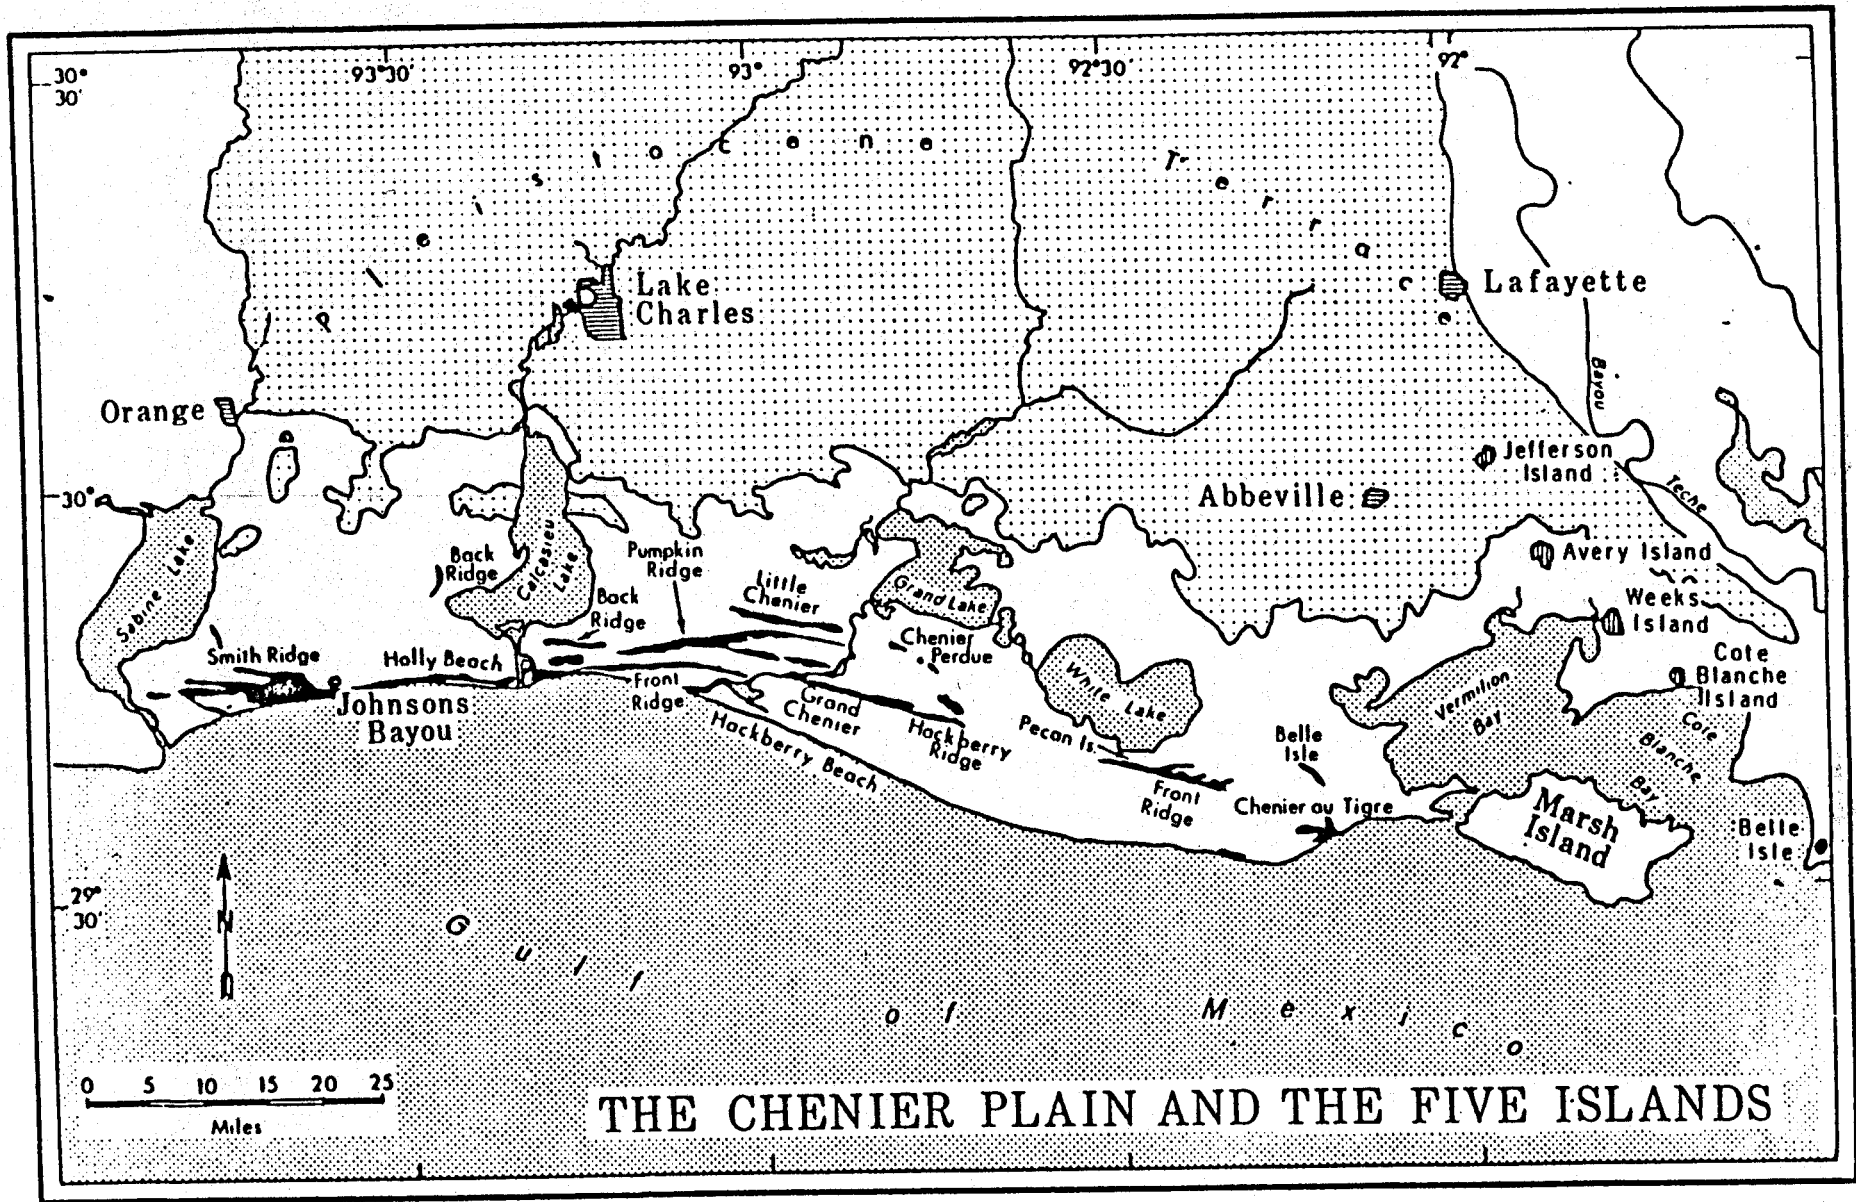 30°
30'
93°30'
93°
92°30'
92°
Pleistocene
Terrace
Lake
Charles
Lafayette
Bayou
Orange
Jefferson
Island
Abbeville
30°
Teche
Sabine Lake
Back
Ridge
Calcasieu
Lake
Pumpkin
Ridge
Little
Chenier
Grand Lake
Avery Island
Back
Ridge
Weeks
Island
Chenier
Perdue
Smith Ridge
Holly Beach
Cote
Blanche
Island
White Lake
Vermilion
Bay
Johnsons
Bayou
Front
Ridge
Grand
Chenier
Hackberry
Ridge
Hackberry Beach
Pecan Is.
Belle
Isle
Cote
Blanche
Bay
Front
Ridge
Chenier au Tigre
Marsh
Island
Belle
Isle
29°
30'
N
Gulf of Mexico
0 5 10 15 20 25
Miles
THE CHENIER PLAIN AND THE FIVE ISLANDS